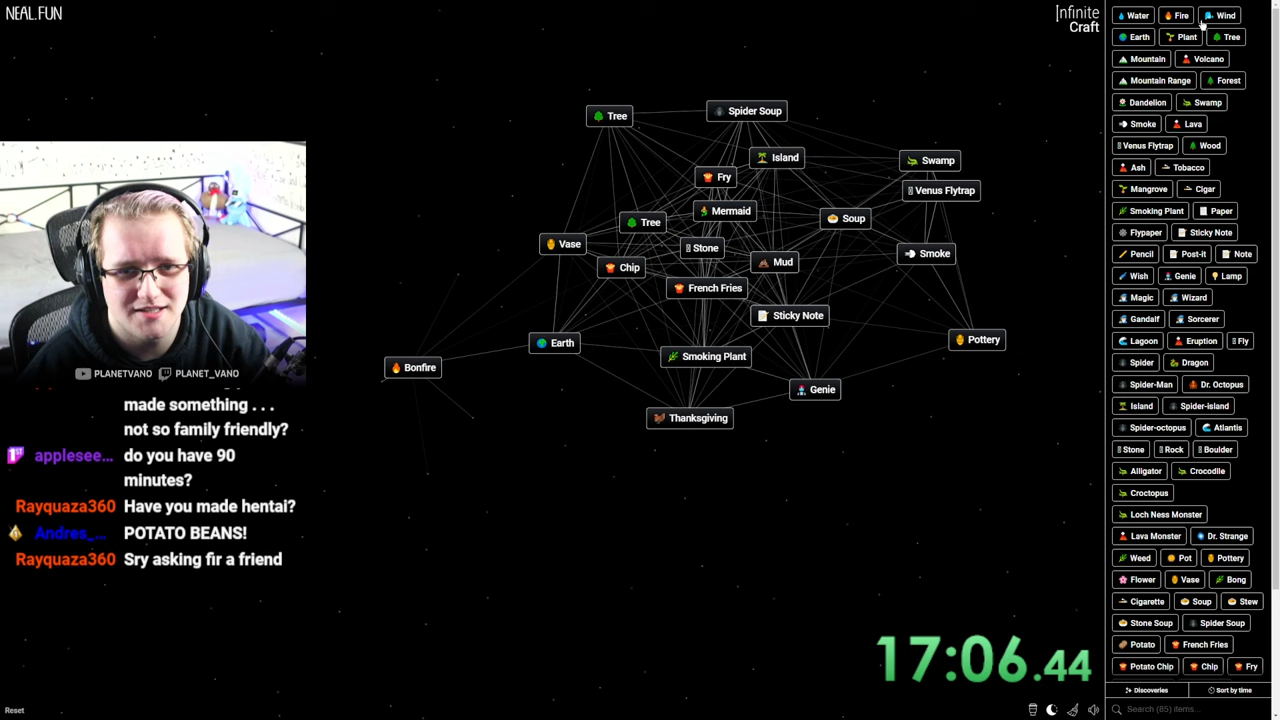 NEAL.FUN
Infinite
Craft
Tree
Spider Soup
Island
Swamp
Fry
Venus Flytrap
Mermaid
Tree
Soup
Vase
Stone
Smoke
Chip
Mud
French Fries
Sticky Note
Earth
Pottery
Smoking Plant
Bonfire
Genie
Thanksgiving
PLANETVANO PLANET_VANO
made something . . .
not so family friendly?
applesee... do you have 90
minutes?
Rayquaza360 Have you made hentai?
Andres_... POTATO BEANS!
Rayquaza360 Sry asking fir a friend
17:06.44
Reset
Water Fire Wind
Earth Plant Tree
Mountain Volcano
Mountain Range Forest
Dandelion Swamp
Smoke Lava
Venus Flytrap Wood
Ash Tobacco
Mangrove Cigar
Smoking Plant Paper
Flypaper Sticky Note
Pencil Post-it Note
Wish Genie Lamp
Magic Wizard
Gandalf Sorcerer
Lagoon Eruption Fly
Spider Dragon
Spider-Man Dr. Octopus
Island Spider-island
Spider-octopus Atlantis
Stone Rock Boulder
Alligator Crocodile
Croctopus
Loch Ness Monster
Lava Monster Dr. Strange
Weed Pot Pottery
Flower Vase Bong
Cigarette Soup Stew
Stone Soup Spider Soup
Potato French Fries
Potato Chip Chip Fry
Discoveries Sort by time
Search (85) items...